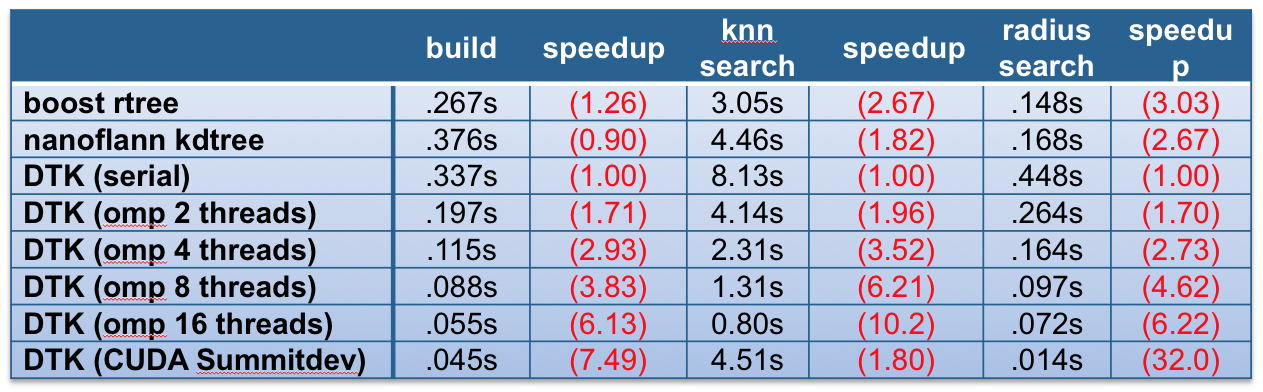 build speedup knn search speedup radius search speedu p
boost rtree .267s (1.26) 3.05s (2.67) .148s (3.03)
nanoflann kdtree .376s (0.90) 4.46s (1.82) .168s (2.67)
DTK (serial) .337s (1.00) 8.13s (1.00) .448s (1.00)
DTK (omp 2 threads) .197s (1.71) 4.14s (1.96) .264s (1.70)
DTK (omp 4 threads) .115s (2.93) 2.31s (3.52) .164s (2.73)
DTK (omp 8 threads) .088s (3.83) 1.31s (6.21) .097s (4.62)
DTK (omp 16 threads) .055s (6.13) 0.80s (10.2) .072s (6.22)
DTK (CUDA Summitdev) .045s (7.49) 4.51s (1.80) .014s (32.0)